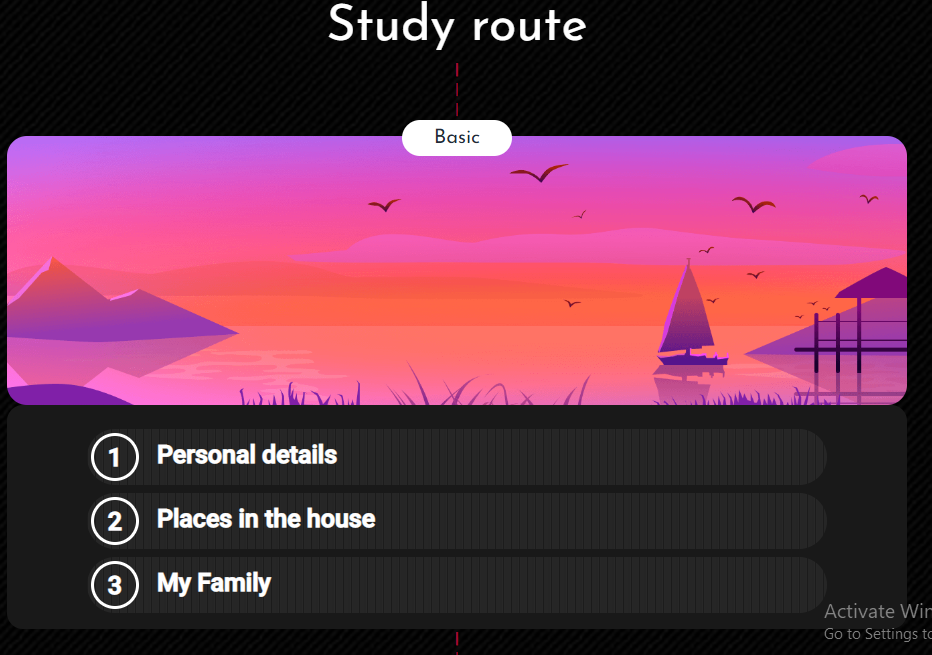 Study route
Basic
1 Personal details
2 Places in the house
3 My Family
Activate Win
Go to Settings to